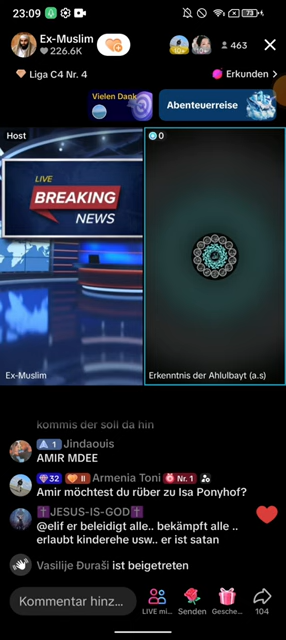 23:09
73
Ex-Muslim
226.6K
463
Liga C4 Nr. 4
Erkunden
Vielen Dank
Abenteuerreise
Host
0
LIVE
BREAKING
NEWS
Ex-Muslim
Erkenntnis der Ahlulbayt (a.s)
kommis der soll da hin
1 Jindaouis
AMIR MDEE
32 II Armenia Toni Nr. 1
Amir möchtest du rüber zu Isa Ponyhof?
JESUS-IS-GOD
@elif er beleidigt alle.. bekämpft alle ..
erlaubt kinderehe usw.. er ist satan
Vasilije Đuraši ist beigetreten
Kommentar hinz...
LIVE mi...
Senden
Gesche...
104